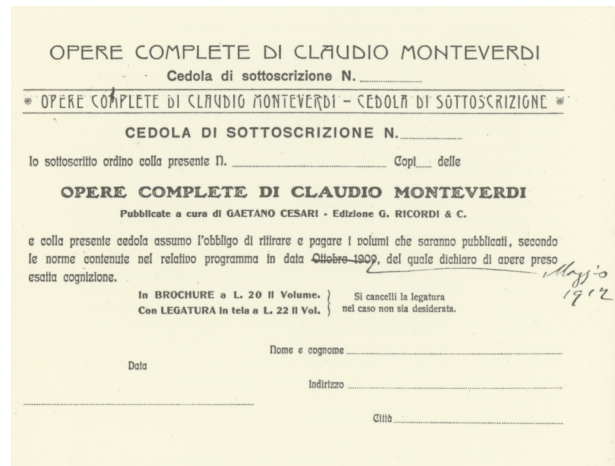 OPERE COMPLETE DI CLAUDIO MONTEVERDI
Cedola di sottoscrizione N. ....................
* OPERE COMPLETE DI CLAUDIO MONTEVERDI – CEDOLA DI SOTTOSCRIZIONE *
CEDOLA DI SOTTOSCRIZIONE N. ....................
Io sottoscritto ordino colla presente N. .................... Copi..... delle
OPERE COMPLETE DI CLAUDIO MONTEVERDI
Pubblicate a cura di GAETANO CESARI - Edizione G. RICORDI & C.
e colla presente cedola assumo l'obbligo di ritirare e pagare i volumi che saranno pubblicati, secondo
le norme contenute nel relativo programma in data Ottobre 1909, del quale dichiaro di avere preso
Maggio
1912
esatta cognizione.
In BROCHURE a L. 20 Il Volume.
Con LEGATURA in tela a L. 22 Il Vol.
Si cancelli la legatura
nel caso non sia desiderata.
Nome e cognome ....................
Data
Indirizzo ....................
Città ....................